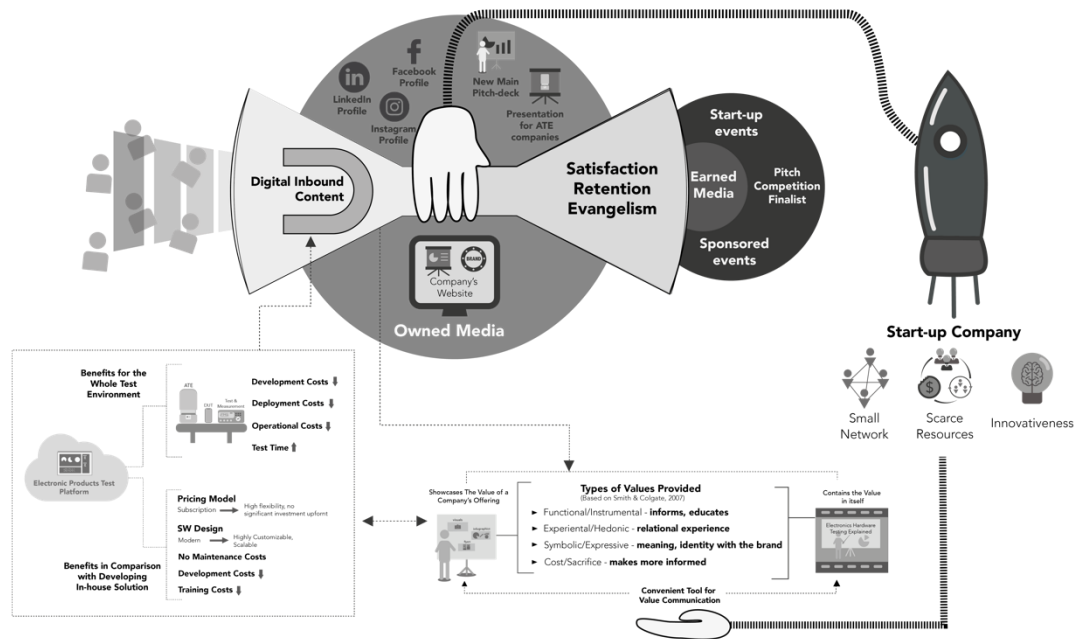 Facebook
Profile
LinkedIn
Profile
Instagram
Profile
New Main
Pitch-deck
Presentation
for ATE
companies
Digital Inbound
Content
Satisfaction
Retention
Evangelism
Start-up
events
Earned
Media
Pitch
Competition
Finalist
Sponsored
events
BRAND
Company's
Website
Owned Media
Start-up Company
Small
Network
Scarce
Resources
Innovativeness
Benefits for the
Whole Test
Environment
ATE
DUT
Test &
Measurement
Development Costs
Deployment Costs
Operational Costs
Test Time
Electronic Products Test
Platform
Pricing Model
Subscription
High flexibility, no
significant investment upfornt
SW Design
Modern
Highly Customizable,
Scalable
No Maintenance Costs
Development Costs
Training Costs
Benefits in Comparison
with Developing
In-house Solution
Showcases The Value of a
Company's Offering
Types of Values Provided
(Based on Smith & Colgate, 2007)
Functional/Instrumental - informs, educates
Experiential/Hedonic - relational experience
Symbolic/Expressive - meaning, identity with the brand
Cost/Sacrifice - makes more informed
Contains the Value
in itself
Electronics Hardware
Testing Explained
Convenient Tool for
Value Communication